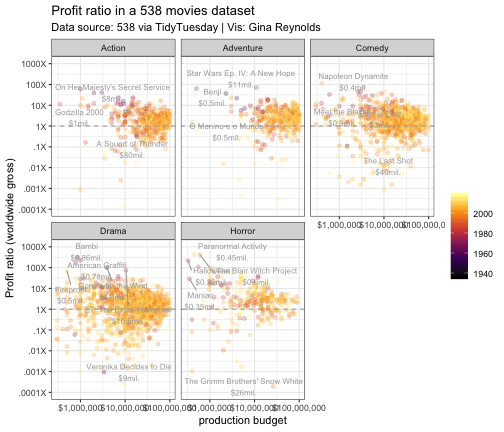 Profit ratio in a 538 movies dataset
Data source: 538 via TidyTuesday | Vis: Gina Reynolds
Action
Adventure
Comedy
1000X
100X
10X
1X
.1X
.01X
.001X
.0001X
On Her Majesty's Secret Service
$8mil.
Godzilla 2000
$1mil.
A Sound of Thunder
$80mil.
Star Wars Ep. IV: A New Hope
$11mil.
Benji
$0.5mil.
O Menino e o Mundo
$0.5mil.
Napoleon Dynamite
$0.4mil.
Meet the
The Last Shot
$40mil.
$1,000,000
$10,000,000
$100,000,000
Drama
Horror
1000X
100X
10X
1X
.1X
.01X
.001X
.0001X
Bambi
$0.86mil.
American Graffiti
$0.78mil.
Fireproof
$0.5mil.
Gone with the Wind
Veronika Decides to Die
$9mil.
Paranormal Activity
$0.45mil.
Halloween
The Blair Witch Project
$0.6mil.
Maniac
$0.35mil.
The Grimm Brothers' Snow White
$26mil.
$1,000,000
$10,000,000
$100,000,000
$1,000,000
$10,000,000
$100,000,000
Profit ratio (worldwide gross)
production budget
2000
1980
1960
1940